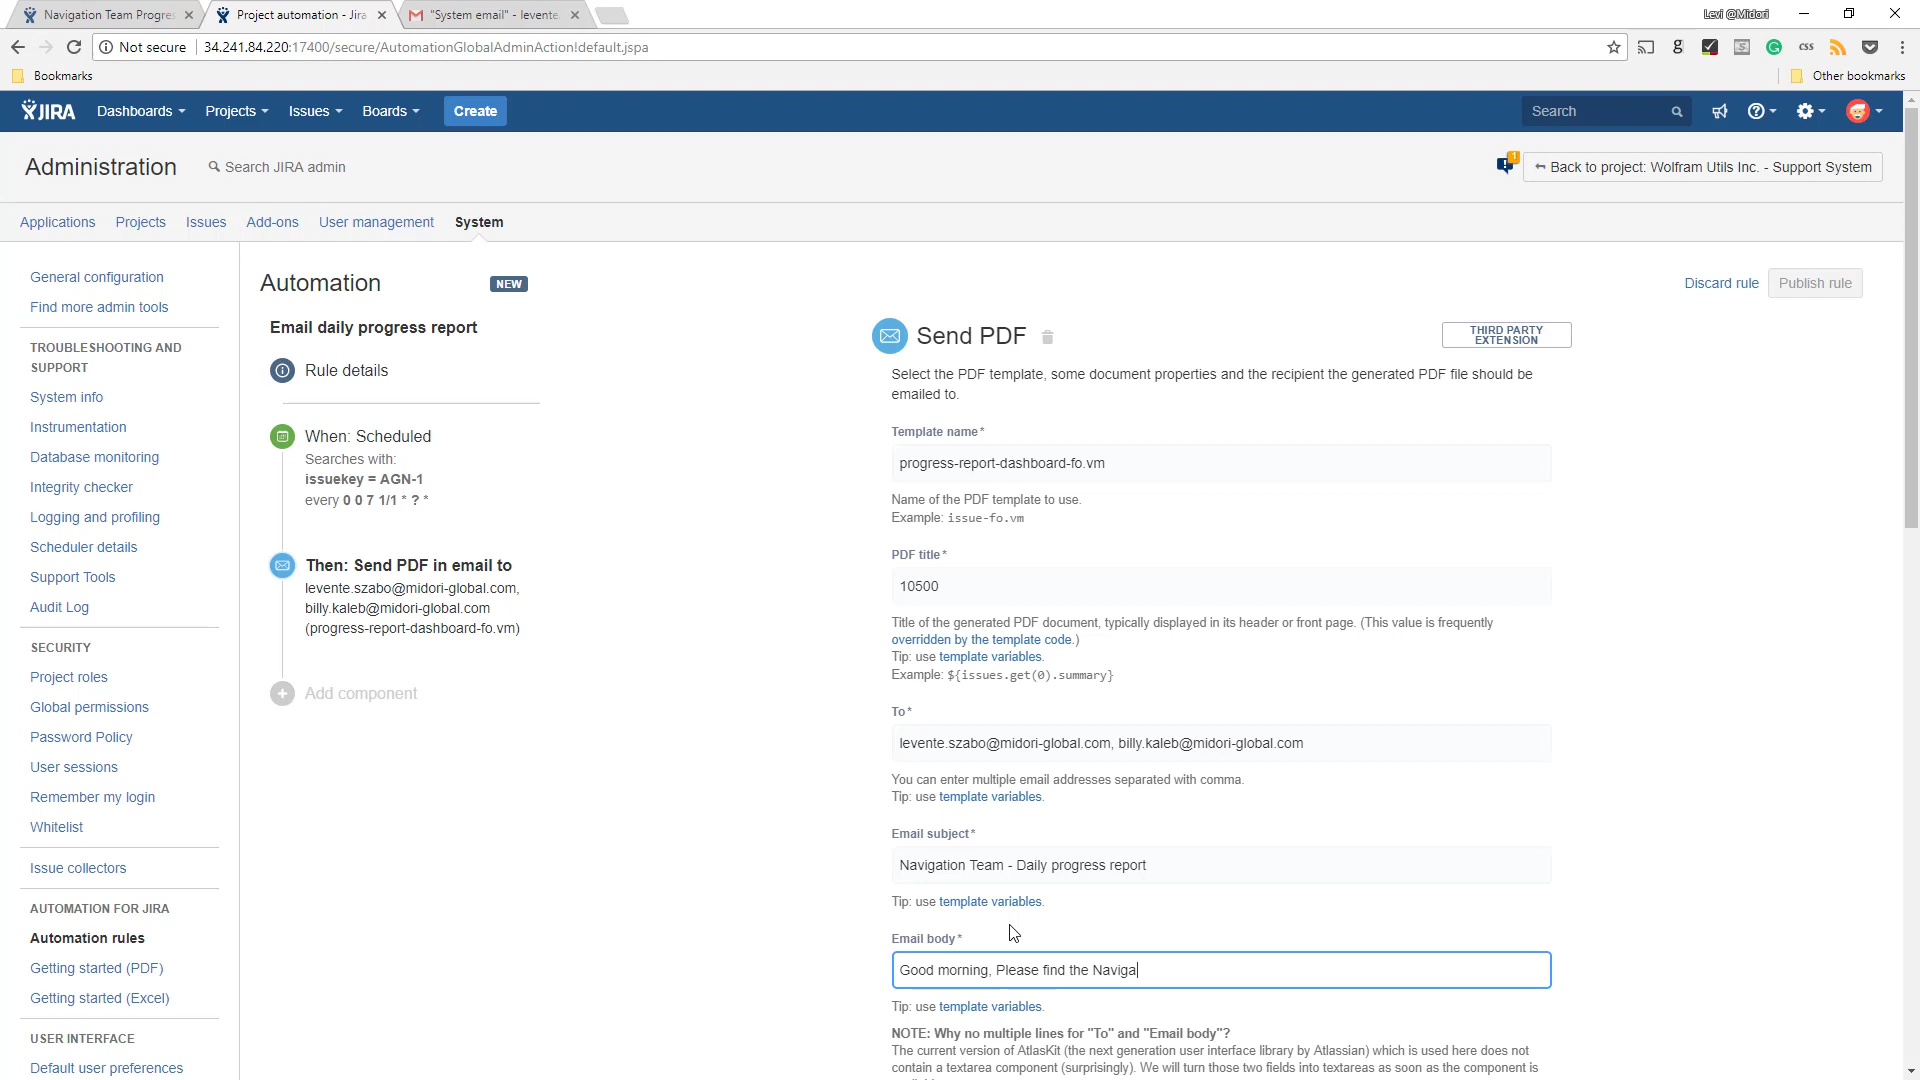 Navigation Team Progres
Project automation - Jira
"System email" - levente.
Levi @Midori
Not secure
34.241.84.220:17400/secure/AutomationGlobalAdminAction!default.jspa
g
CSS
Bookmarks
Other bookmarks
JIRA
Dashboards
Projects
Issues
Boards
Create
Search
Administration
Search JIRA admin
1
Back to project: Wolfram Utils Inc. - Support System
Applications
Projects
Issues
Add-ons
User management
System
General configuration
Find more admin tools
TROUBLESHOOTING AND
SUPPORT
System info
Instrumentation
Database monitoring
Integrity checker
Logging and profiling
Scheduler details
Support Tools
Audit Log
SECURITY
Project roles
Global permissions
Password Policy
User sessions
Remember my login
Whitelist
Issue collectors
AUTOMATION FOR JIRA
Automation rules
Getting started (PDF)
Getting started (Excel)
USER INTERFACE
Default user preferences
Automation
NEW
Discard rule
Publish rule
Email daily progress report
Rule details
When: Scheduled
Searches with:
issuekey = AGN-1
every 0 0 7 1/1 * ? *
Then: Send PDF in email to
levente.szabo@midori-global.com,
billy.kaleb@midori-global.com
(progress-report-dashboard-fo.vm)
Add component
Send PDF
THIRD PARTY
EXTENSION
Select the PDF template, some document properties and the recipient the generated PDF file should be
emailed to.
Template name*
progress-report-dashboard-fo.vm
Name of the PDF template to use.
Example: issue-fo.vm
PDF title*
10500
Title of the generated PDF document, typically displayed in its header or front page. (This value is frequently
overridden by the template code.)
Tip: use template variables.
Example: ${issues.get(0).summary}
To*
levente.szabo@midori-global.com, billy.kaleb@midori-global.com
You can enter multiple email addresses separated with comma.
Tip: use template variables.
Email subject*
Navigation Team - Daily progress report
Tip: use template variables.
Email body*
Good morning, Please find the Naviga
Tip: use template variables.
NOTE: Why no multiple lines for "To" and "Email body"?
The current version of AtlasKit (the next generation user interface library by Atlassian) which is used here does not
contain a textarea component (surprisingly). We will turn those two fields into textareas as soon as the component is